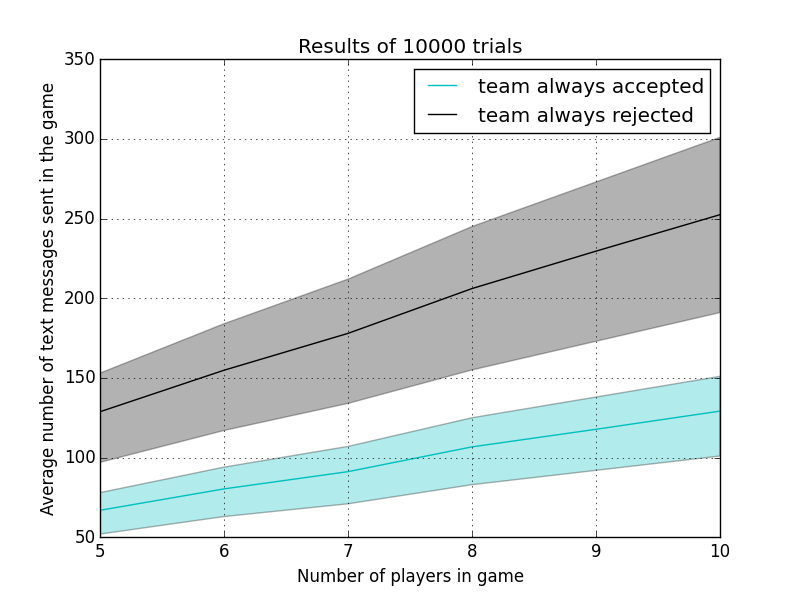 Results of 10000 trials
team always accepted
team always rejected
Average number of text messages sent in the game
350
300
250
200
150
100
50
5 6 7 8 9 10
Number of players in game